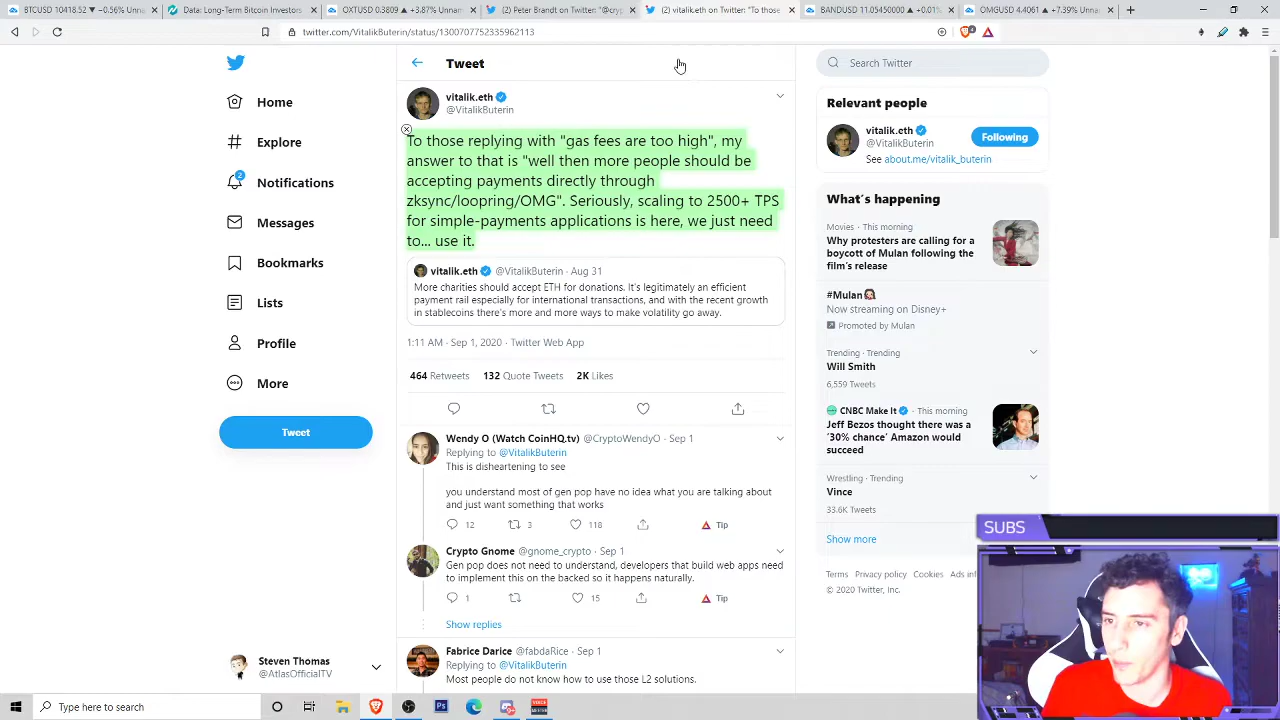 BTCUSD 10418.52 ▼ −0.56% Unna
Data: Long-Term Bitcoin Investors
OXTUSD 0.3809 ▲ +3.87% Unnam
(2) Peter Brandt on Twitter: "@cryp
vitalik.eth on Twitter: "To those
BANDUSD 11.09450000 ▲ +0.01%
OMGUSD 4.4061 ▲ +7.39% Unna
twitter.com/VitalikButerin/status/1300707752335962113
Home
Explore
2
Notifications
Messages
Bookmarks
Lists
Profile
More
Tweet
Steven Thomas
@AtlasOfficialTV
Tweet
vitalik.eth
@VitalikButerin
To those replying with "gas fees are too high", my
answer to that is "well then more people should be
accepting payments directly through
zksync/loopring/OMG". Seriously, scaling to 2500+ TPS
for simple-payments applications is here, we just need
to... use it.
vitalik.eth @VitalikButerin · Aug 31
More charities should accept ETH for donations. It's legitimately an efficient
payment rail especially for international transactions, and with the recent growth
in stablecoins there's more and more ways to make volatility go away.
1:11 AM · Sep 1, 2020 · Twitter Web App
464 Retweets 132 Quote Tweets 2K Likes
Wendy O (Watch CoinHQ.tv) @CryptoWendyO · Sep 1
Replying to @VitalikButerin
This is disheartening to see
you understand most of gen pop have no idea what you are talking about
and just want something that works
12 3 118 Tip
Crypto Gnome @gnome_crypto · Sep 1
Gen pop does not need to understand, developers that build web apps need
to implement this on the backed so it happens naturally.
1 15 Tip
Show replies
Fabrice Darice @fabdaRice · Sep 1
Replying to @VitalikButerin
Most people do not know how to use those L2 solutions.
Search Twitter
Relevant people
vitalik.eth
@VitalikButerin
Following
See about.me/vitalik_buterin
What's happening
Movies · This morning
Why protesters are calling for a
boycott of Mulan following the
film's release
#Mulan
Now streaming on Disney+
Promoted by Mulan
Trending · Trending
Will Smith
6,559 Tweets
CNBC Make It · This morning
Jeff Bezos thought there was a
'30% chance' Amazon would
succeed
Wrestling · Trending
Vince
33.6K Tweets
Show more
Terms Privacy policy Cookies Ads inf
© 2020 Twitter, Inc.
SUBS
Type here to search